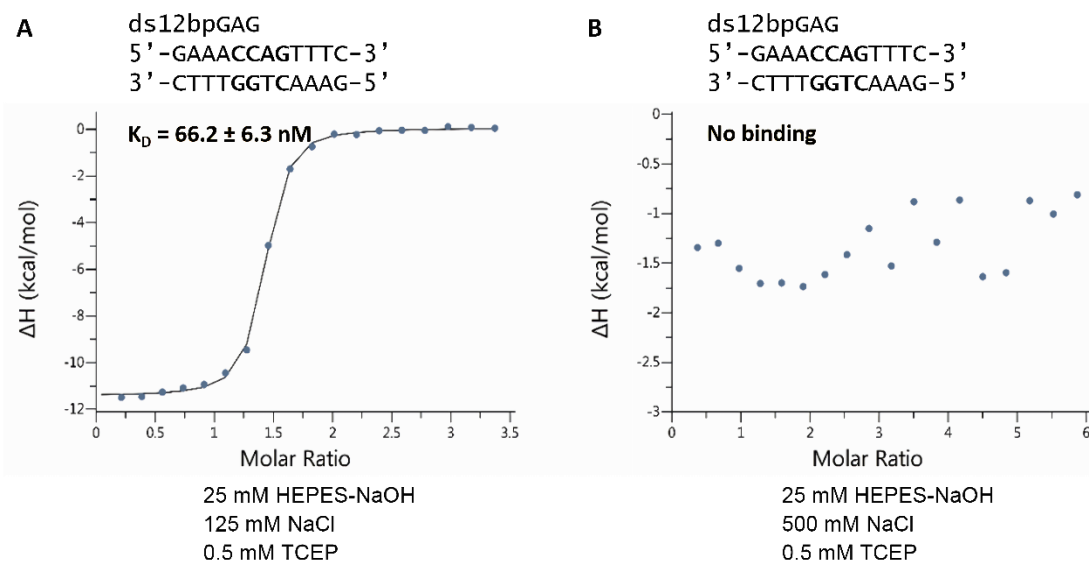 A
ds12bpGAG
5’-GAAACCAGTTTC-3’
3’-CTTTGGTCAAAG-5’
K_D = 66.2 ± 6.3 nM
0
-2
-4
-6
-8
-10
-12
ΔH (kcal/mol)
0 0.5 1 1.5 2 2.5 3 3.5
Molar Ratio
25 mM HEPES-NaOH
125 mM NaCl
0.5 mM TCEP
B
ds12bpGAG
5’-GAAACCAGTTTC-3’
3’-CTTTGGTCAAAG-5’
No binding
0
-0.5
-1
-1.5
-2
-2.5
-3
ΔH (kcal/mol)
0 1 2 3 4 5 6
Molar Ratio
25 mM HEPES-NaOH
500 mM NaCl
0.5 mM TCEP